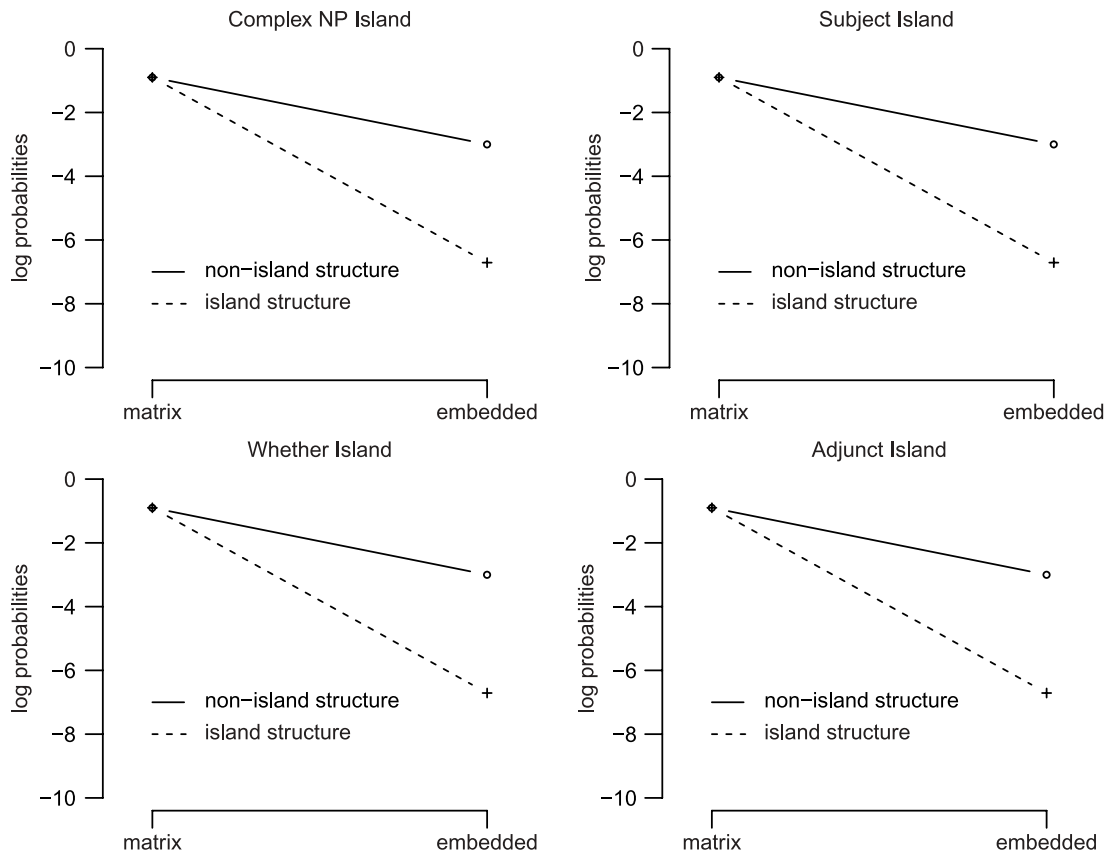 Complex NP Island
0
−2
−4
−6
−8
−10
log probabilities
non−island structure
island structure
matrix
embedded
Subject Island
0
−2
−4
−6
−8
−10
log probabilities
non−island structure
island structure
matrix
embedded
Whether Island
0
−2
−4
−6
−8
−10
log probabilities
non−island structure
island structure
matrix
embedded
Adjunct Island
0
−2
−4
−6
−8
−10
log probabilities
non−island structure
island structure
matrix
embedded